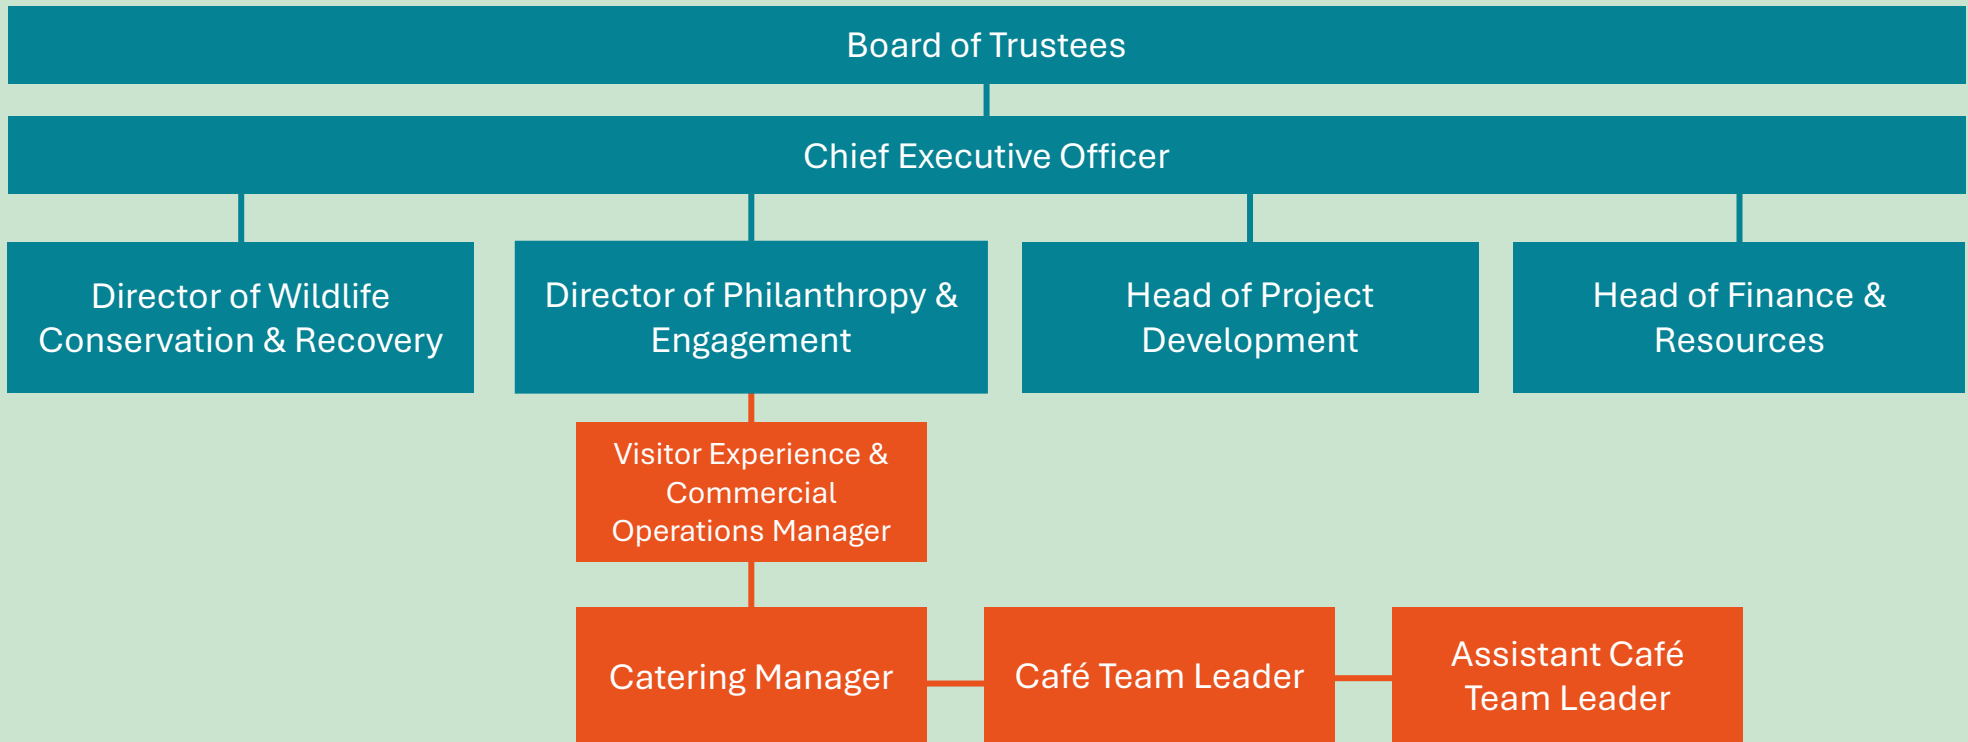 Board of Trustees
Chief Executive Officer
Director of Wildlife
Conservation & Recovery
Director of Philanthropy &
Engagement
Head of Project
Development
Head of Finance &
Resources
Visitor Experience &
Commercial
Operations Manager
Catering Manager
Café Team Leader
Assistant Café
Team Leader